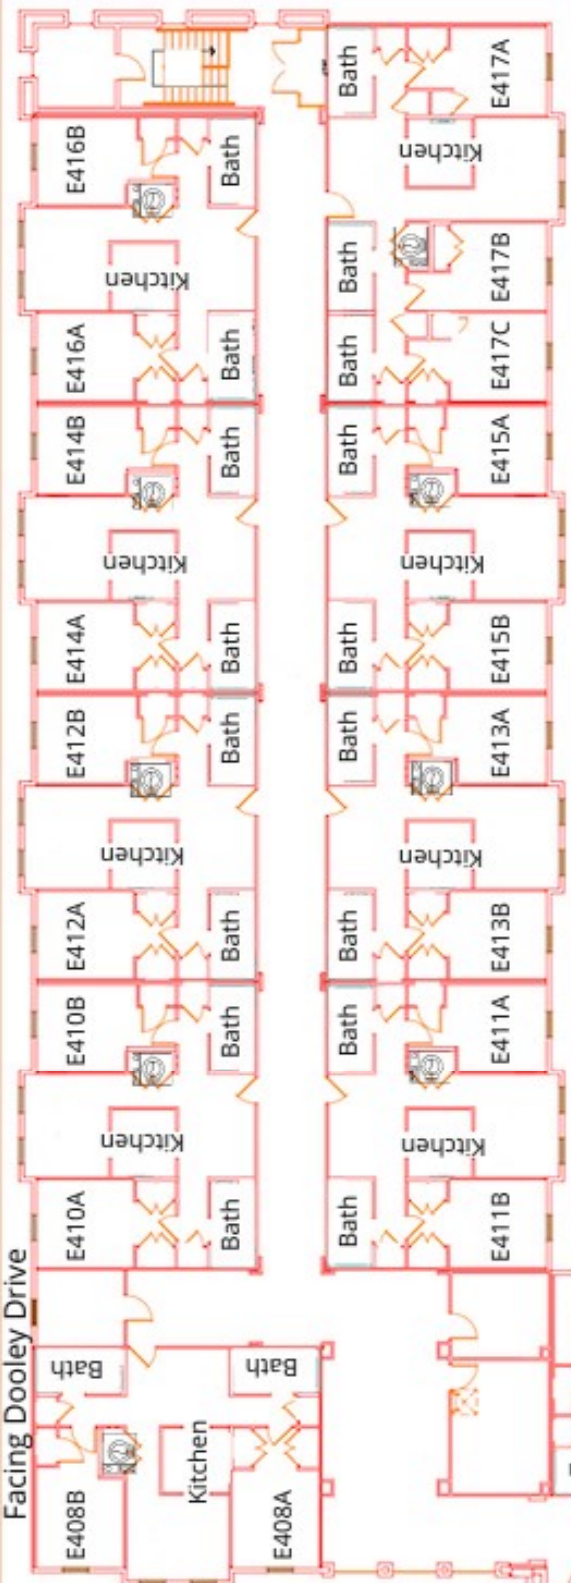 E417A
Bath
Kitchen
E416B
Bath
E417B
Bath
Kitchen
E416A
Bath
Bath
E417C
E414B
Bath
Bath
E415A
Kitchen
Kitchen
E414A
Bath
Bath
E415B
E412B
Bath
Bath
E413A
Kitchen
Kitchen
E412A
Bath
Bath
E413B
E410B
Bath
Bath
E411A
Kitchen
Kitchen
E410A
Bath
Bath
E411B
Facing Dooley Drive
Bath
Bath
Kitchen
E408B
E408A